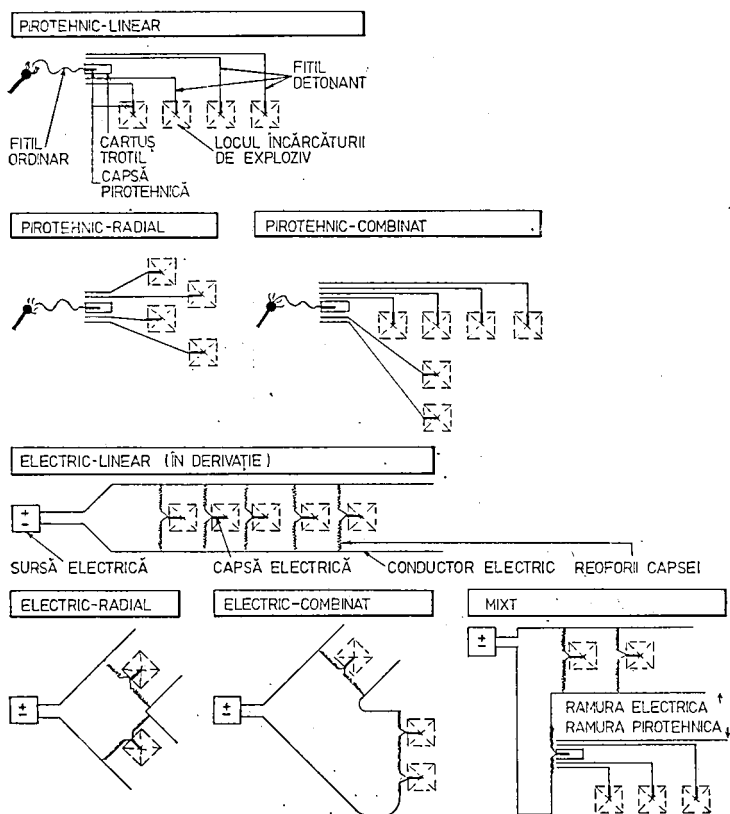 PIROTEHNIC-LINEAR
FITIL
DETONANT
FITIL
ORDINAR
CARTUȘ
TROTIL
CAPSĂ
PIROTEHNICĂ
LOCUL ÎNCĂRCĂTURII
DE EXPLOZIV
PIROTEHNIC-RADIAL
PIROTEHNIC-COMBINAT
ELECTRIC-LINEAR (ÎN DERIVAȚIE)
+
−
SURSĂ ELECTRICĂ
CAPSĂ ELECTRICĂ
CONDUCTOR ELECTRIC
REOFORII CAPSEI
ELECTRIC-RADIAL
ELECTRIC-COMBINAT
MIXT
±
±
±
RAMURA ELECTRICA ↑
RAMURA PIROTEHNICA ↓